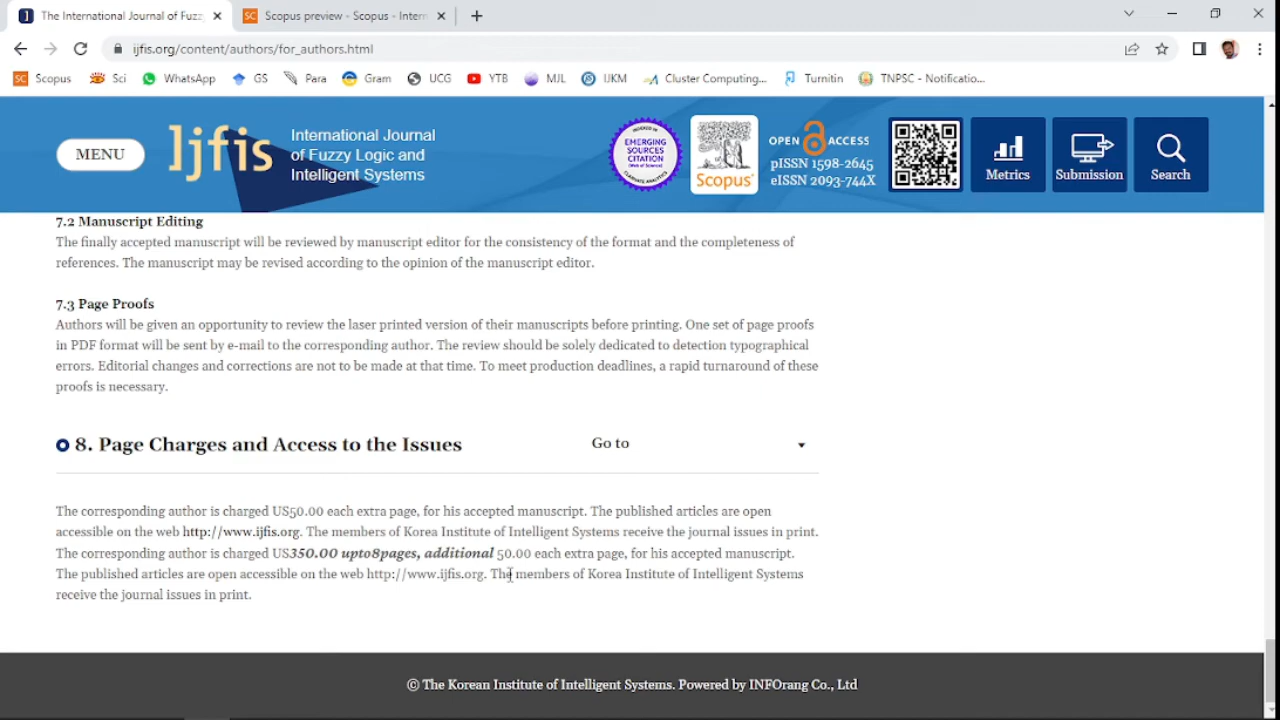 The International Journal of Fuzz
Scopus preview - Scopus - Intern
ijfis.org/content/authors/for_authors.html
Scopus
Sci
WhatsApp
GS
Para
Gram
UCG
YTB
MJL
UKM
Cluster Computing...
Turnitin
TNPSC - Notificatio...
MENU
Ijfis
International Journal
of Fuzzy Logic and
Intelligent Systems
INDEXED IN
EMERGING
SOURCES
CITATION
Scopus®
OPEN ACCESS
pISSN 1598-2645
eISSN 2093-744X
Metrics
Submission
Search
7.2 Manuscript Editing
The finally accepted manuscript will be reviewed by manuscript editor for the consistency of the format and the completeness of
references. The manuscript may be revised according to the opinion of the manuscript editor.
7.3 Page Proofs
Authors will be given an opportunity to review the laser printed version of their manuscripts before printing. One set of page proofs
in PDF format will be sent by e-mail to the corresponding author. The review should be solely dedicated to detection typographical
errors. Editorial changes and corrections are not to be made at that time. To meet production deadlines, a rapid turnaround of these
proofs is necessary.
8. Page Charges and Access to the Issues
Go to
The corresponding author is charged US50.00 each extra page, for his accepted manuscript. The published articles are open
accessible on the web http://www.ijfis.org. The members of Korea Institute of Intelligent Systems receive the journal issues in print.
The corresponding author is charged US350.00 upto8pages, additional 50.00 each extra page, for his accepted manuscript.
The published articles are open accessible on the web http://www.ijfis.org. The members of Korea Institute of Intelligent Systems
receive the journal issues in print.
© The Korean Institute of Intelligent Systems. Powered by INFOrang Co., Ltd